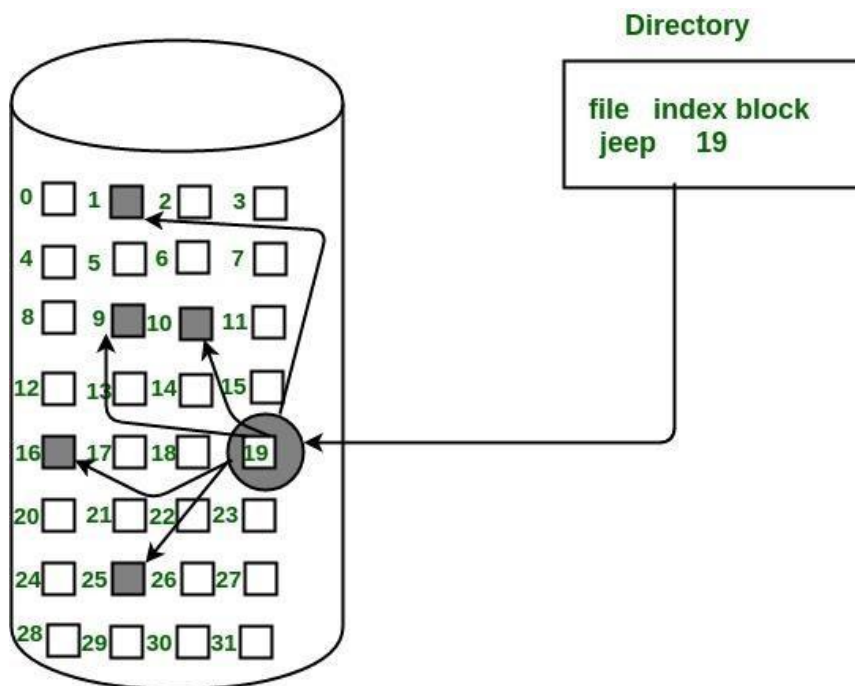 Directory
file index block
jeep 19
0 1 2 3
4 5 6 7
8 9 10 11
12 13 14 15
16 17 18 19
20 21 22 23
24 25 26 27
28 29 30 31